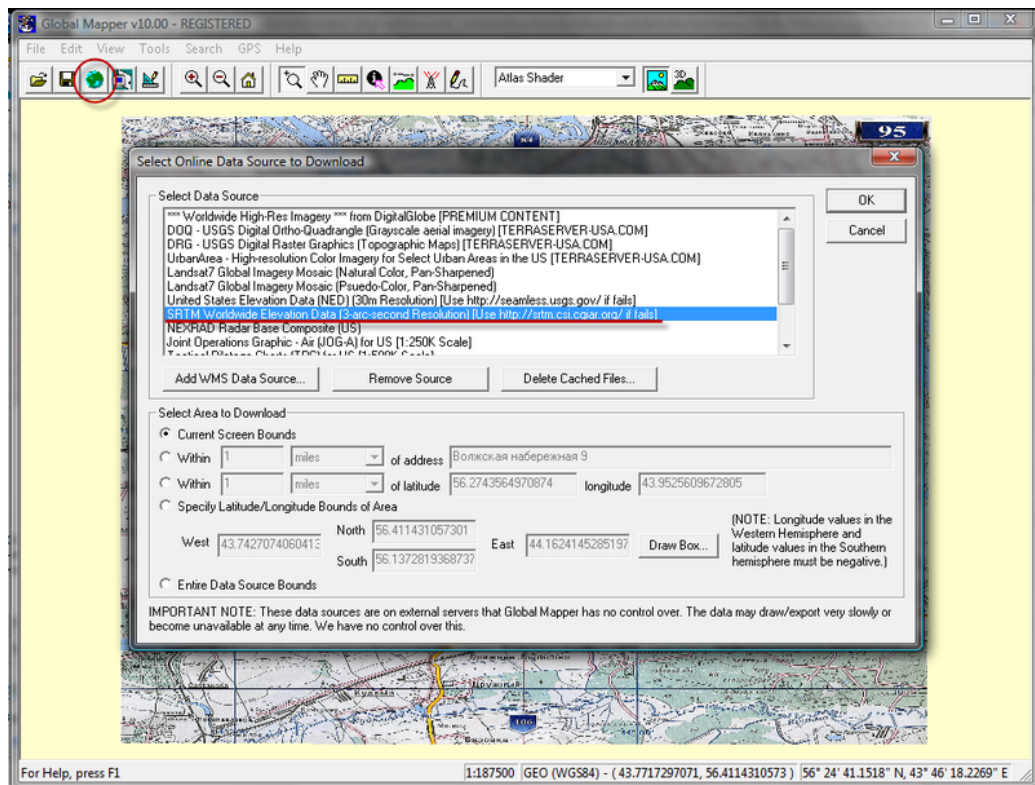 Global Mapper v10.00 - REGISTERED
File Edit View Tools Search GPS Help
Atlas Shader
3D
84
95
Select Online Data Source to Download
Select Data Source
*** Worldwide High-Res Imagery *** from DigitalGlobe [PREMIUM CONTENT]
DOQ - USGS Digital Ortho-Quadrangle (Grayscale aerial imagery) [TERRASERVER-USA.COM]
DRG - USGS Digital Raster Graphics (Topographic Maps) [TERRASERVER-USA.COM]
UrbanArea - High-resolution Color Imagery for Select Urban Areas in the US [TERRASERVER-USA.COM]
Landsat7 Global Imagery Mosaic (Natural Color, Pan-Sharpened)
Landsat7 Global Imagery Mosaic (Psuedo-Color, Pan-Sharpened)
United States Elevation Data (NED) (30m Resolution) [Use http://seamless.usgs.gov/ if fails]
SRTM Worldwide Elevation Data (3-arc-second Resolution) [Use http://srtm.csi.cgiar.org/ if fails]
NEXRAD Radar Base Composite (US)
Joint Operations Graphic - Air (JOG-A) for US [1:250K Scale]
Tactical Pilotage Charts (TPC) for US [1:500K Scale]
OK
Cancel
Add WMS Data Source...
Remove Source
Delete Cached Files...
Select Area to Download
Current Screen Bounds
Within 1 miles of address Волжская набережная 9
Within 1 miles of latitude 56.2743564970874 longitude 43.9525609672805
Specify Latitude/Longitude Bounds of Area
North 56.411431057301
West 43.7427074060413
East 44.1624145285197
Draw Box...
South 56.1372819368737
(NOTE: Longitude values in the
Western Hemisphere and
latitude values in the Southern
hemisphere must be negative.)
Entire Data Source Bounds
IMPORTANT NOTE: These data sources are on external servers that Global Mapper has no control over. The data may draw/export very slowly or
become unavailable at any time. We have no control over this.
Кудьма
106
For Help, press F1
1:187500 GEO (WGS84) - ( 43.7717297071, 56.4114310573 ) 56° 24' 41.1518" N, 43° 46' 18.2269" E